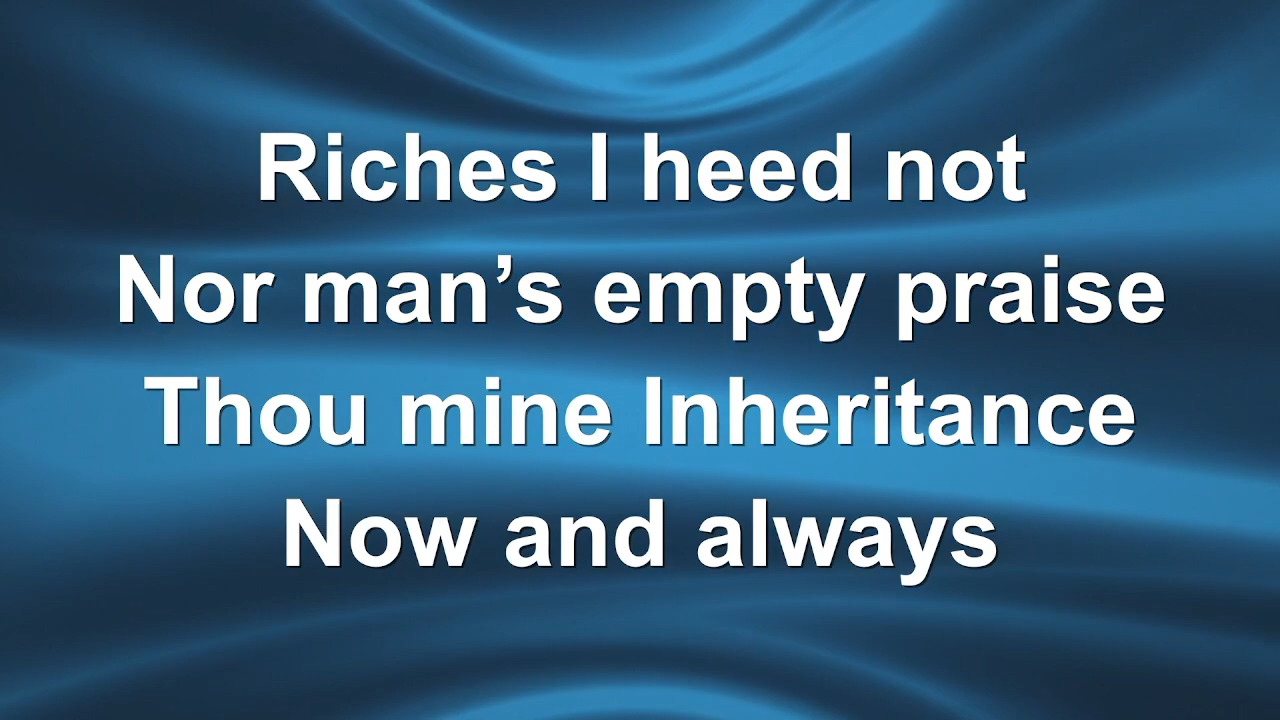 Riches I heed not
Nor man’s empty praise
Thou mine Inheritance
Now and always